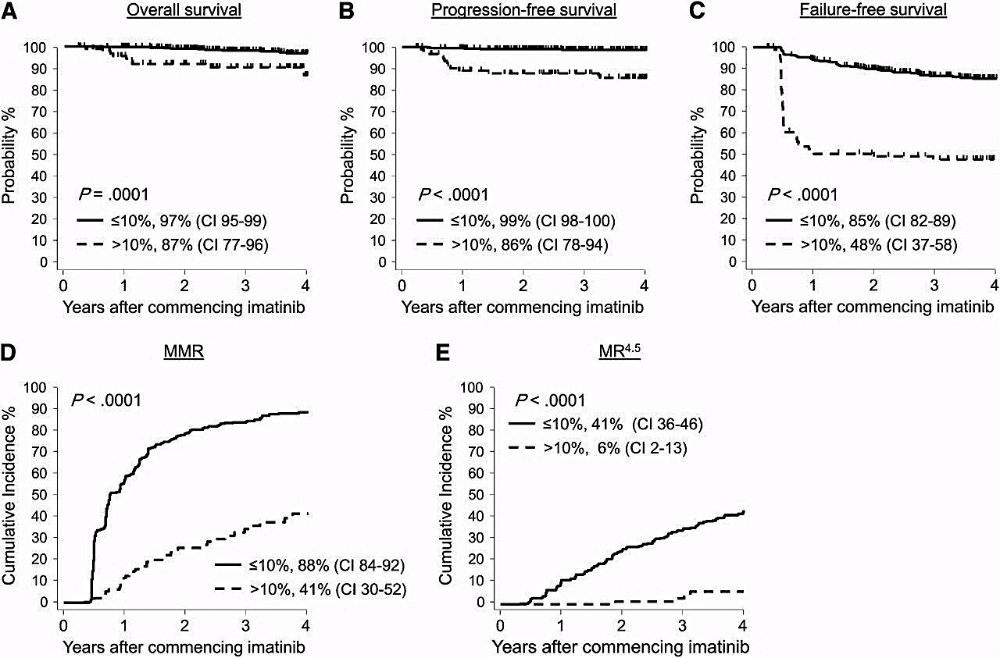 A
Overall survival
Probability %
100
90
80
70
60
50
40
30
20
10
0
P = .0001
≤10%, 97% (CI 95-99)
>10%, 87% (CI 77-96)
0 1 2 3 4
Years after commencing imatinib
B
Progression-free survival
Probability %
100
90
80
70
60
50
40
30
20
10
0
P < .0001
≤10%, 99% (CI 98-100)
>10%, 86% (CI 78-94)
0 1 2 3 4
Years after commencing imatinib
C
Failure-free survival
Probability %
100
90
80
70
60
50
40
30
20
10
0
P < .0001
≤10%, 85% (CI 82-89)
>10%, 48% (CI 37-58)
0 1 2 3 4
Years after commencing imatinib
D
MMR
Cumulative Incidence %
100
90
80
70
60
50
40
30
20
10
0
P < .0001
≤10%, 88% (CI 84-92)
>10%, 41% (CI 30-52)
0 1 2 3 4
Years after commencing imatinib
E
MR4.5
Cumulative Incidence %
100
90
80
70
60
50
40
30
20
10
0
P < .0001
≤10%, 41% (CI 36-46)
>10%, 6% (CI 2-13)
0 1 2 3 4
Years after commencing imatinib